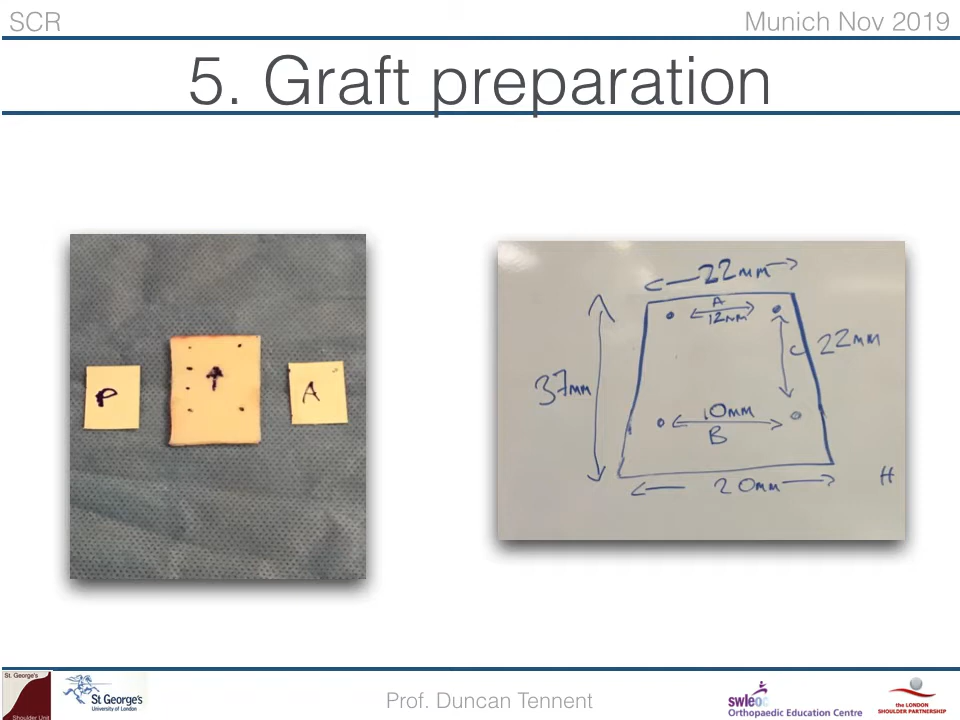 SCR
Munich Nov 2019
5. Graft preparation
P
A
22mm
A
12mm
22mm
37mm
10mm
B
20mm
H
St. George's
Shoulder Unit
St George's
University of London
Prof. Duncan Tennent
swleoc
Orthopaedic Education Centre
the LONDON
SHOULDER PARTNERSHIP